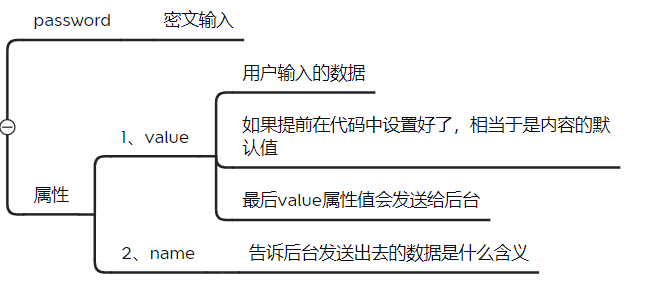 password
密文输入
属性
1、value
用户输入的数据
如果提前在代码中设置好了，相当于是内容的默
认值
最后value属性值会发送给后台
2、name
告诉后台发送出去的数据是什么含义